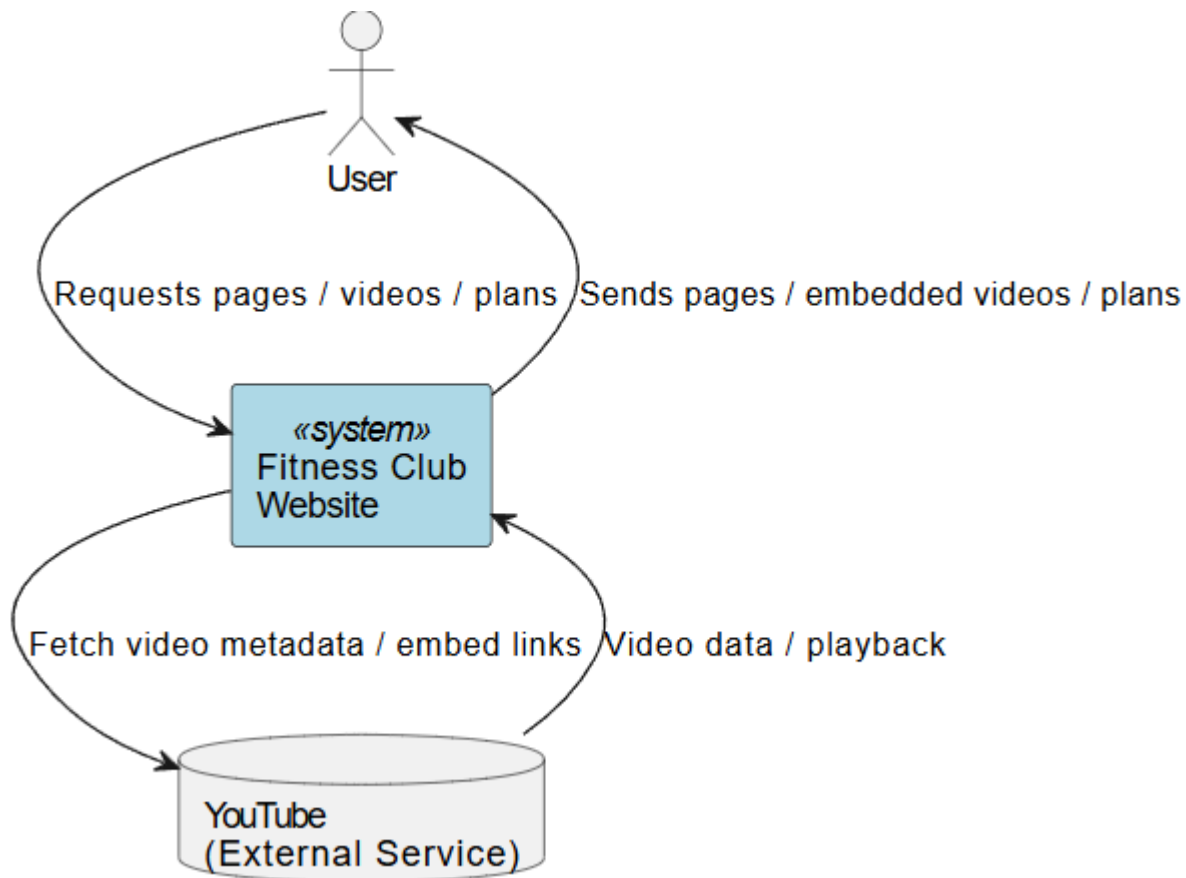 User
Requests pages / videos / plans
Sends pages / embedded videos / plans
«system»
Fitness Club
Website
Fetch video metadata / embed links
Video data / playback
YouTube
(External Service)